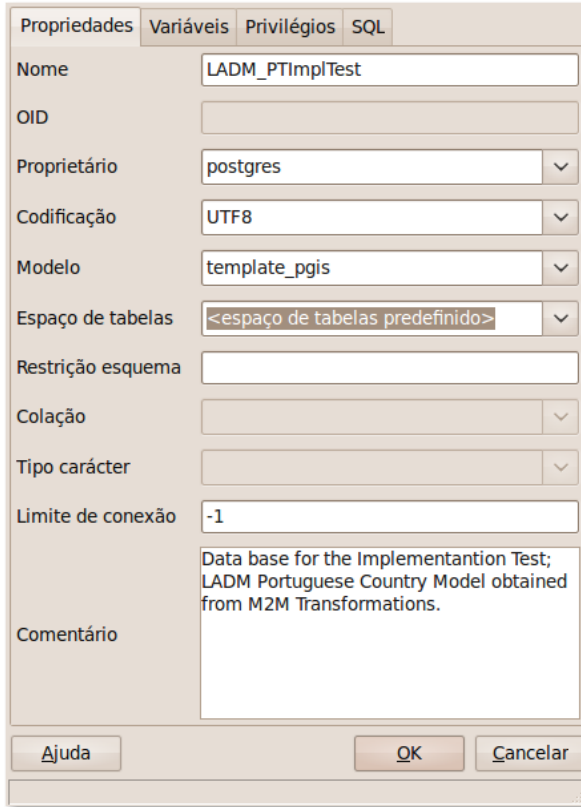 Propriedades Variáveis Privilégios SQL
Nome LADM_PTImplTest
OID
Proprietário postgres
Codificação UTF8
Modelo template_pgis
Espaço de tabelas <espaço de tabelas predefinido>
Restrição esquema
Colação
Tipo carácter
Limite de conexão -1
Comentário
Data base for the Implementantion Test;
LADM Portuguese Country Model obtained
from M2M Transformations.
Ajuda OK Cancelar